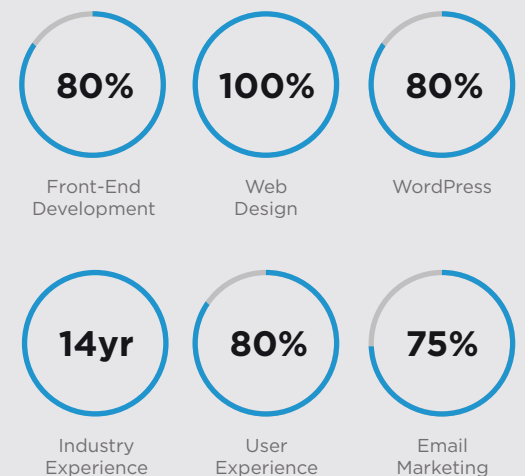 80%
100%
80%
Front-End
Development
Web
Design
WordPress
14yr
80%
75%
Industry
Experience
User
Experience
Email
Marketing